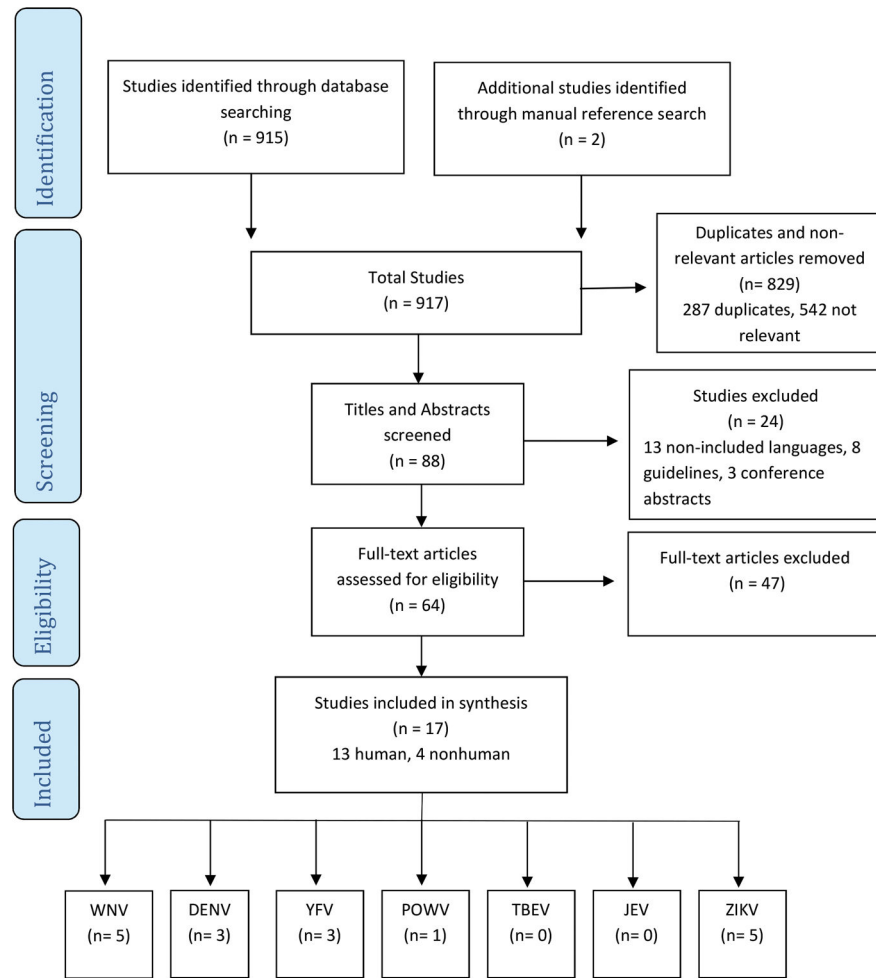 Identification
Studies identified through database
searching
(n = 915)
Additional studies identified
through manual reference search
(n = 2)
Screening
Total Studies
(n = 917)
Duplicates and non-
relevant articles removed
(n= 829)
287 duplicates, 542 not
relevant
Titles and Abstracts
screened
(n = 88)
Studies excluded
(n = 24)
13 non-included languages, 8
guidelines, 3 conference
abstracts
Eligibility
Full-text articles
assessed for eligibility
(n = 64)
Full-text articles excluded
(n = 47)
Included
Studies included in synthesis
(n = 17)
13 human, 4 nonhuman
WNV
(n= 5)
DENV
(n= 3)
YFV
(n= 3)
POWV
(n= 1)
TBEV
(n= 0)
JEV
(n= 0)
ZIKV
(n= 5)